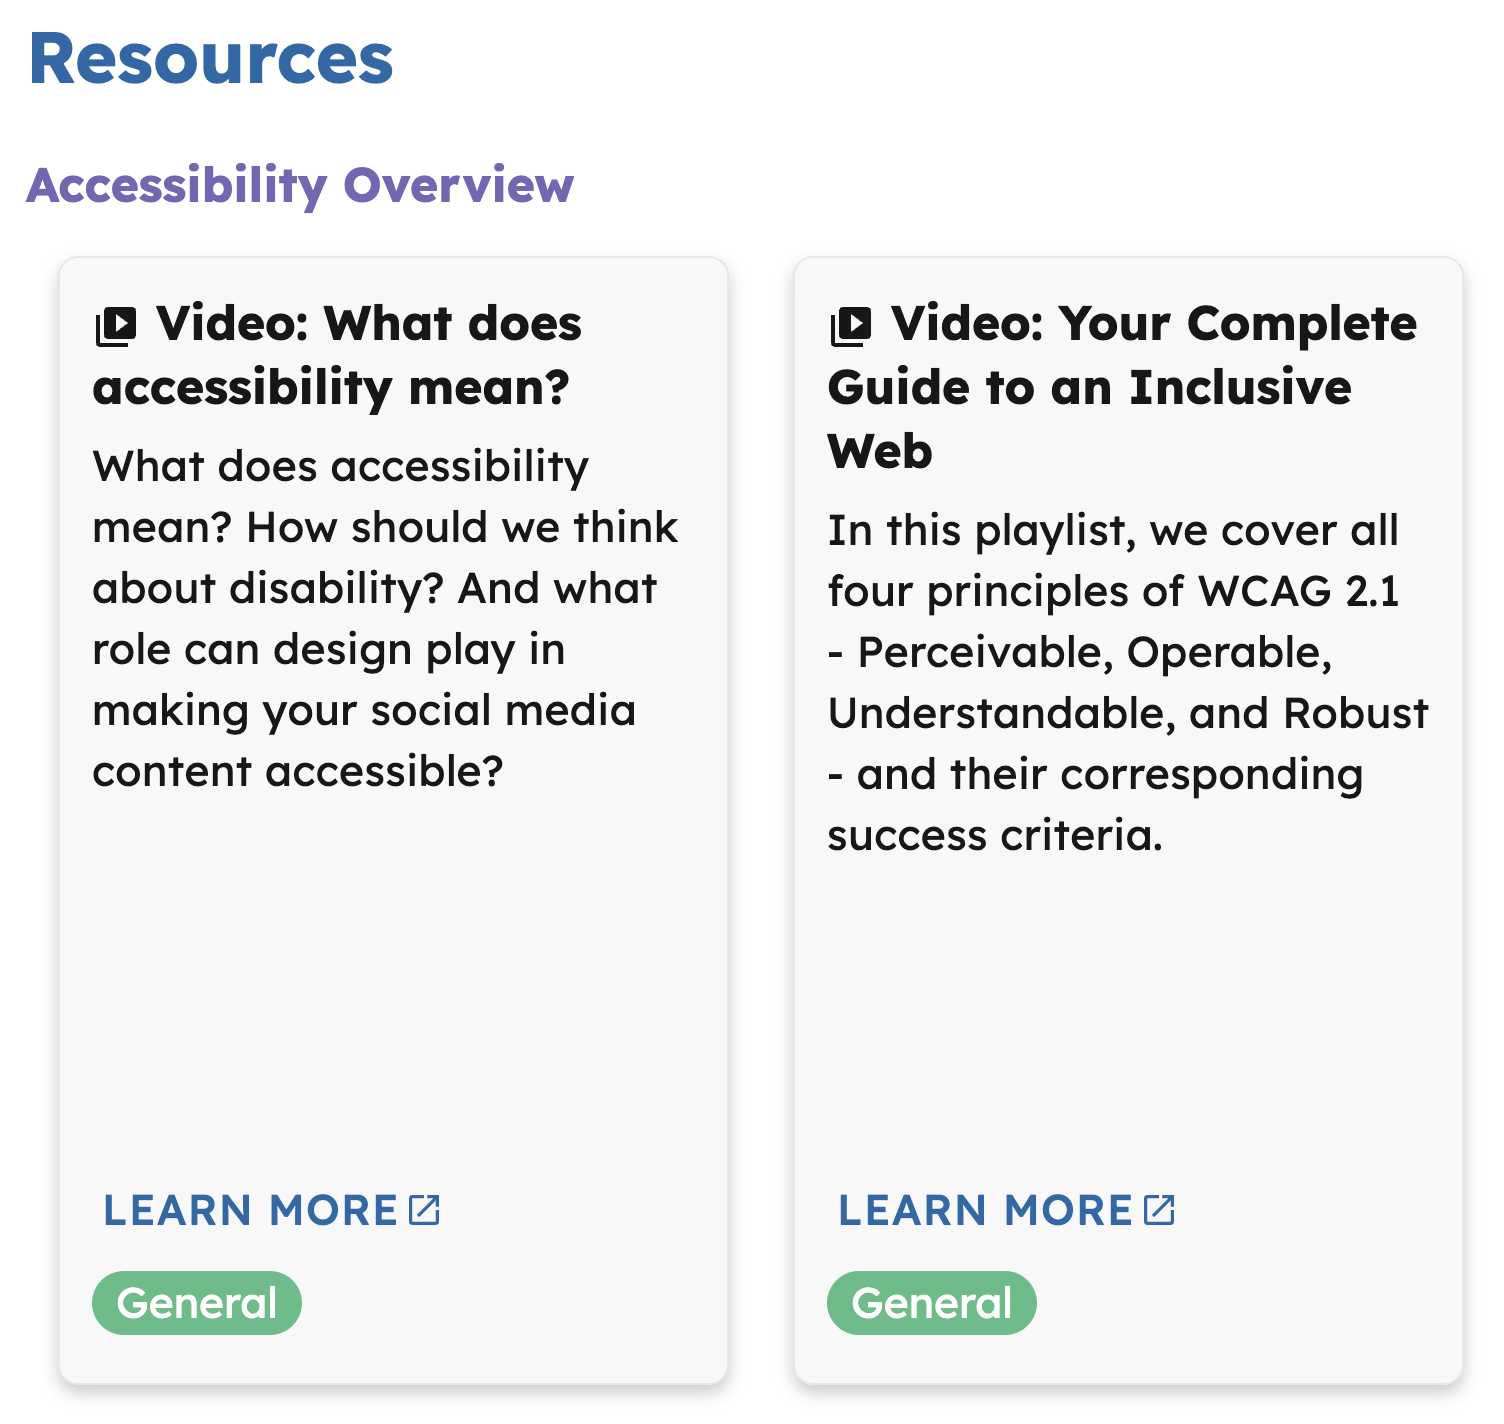 Resources
Accessibility Overview
Video: What does
accessibility mean?
What does accessibility
mean? How should we think
about disability? And what
role can design play in
making your social media
content accessible?
LEARN MORE
General
Video: Your Complete
Guide to an Inclusive
Web
In this playlist, we cover all
four principles of WCAG 2.1
- Perceivable, Operable,
Understandable, and Robust
- and their corresponding
success criteria.
LEARN MORE
General